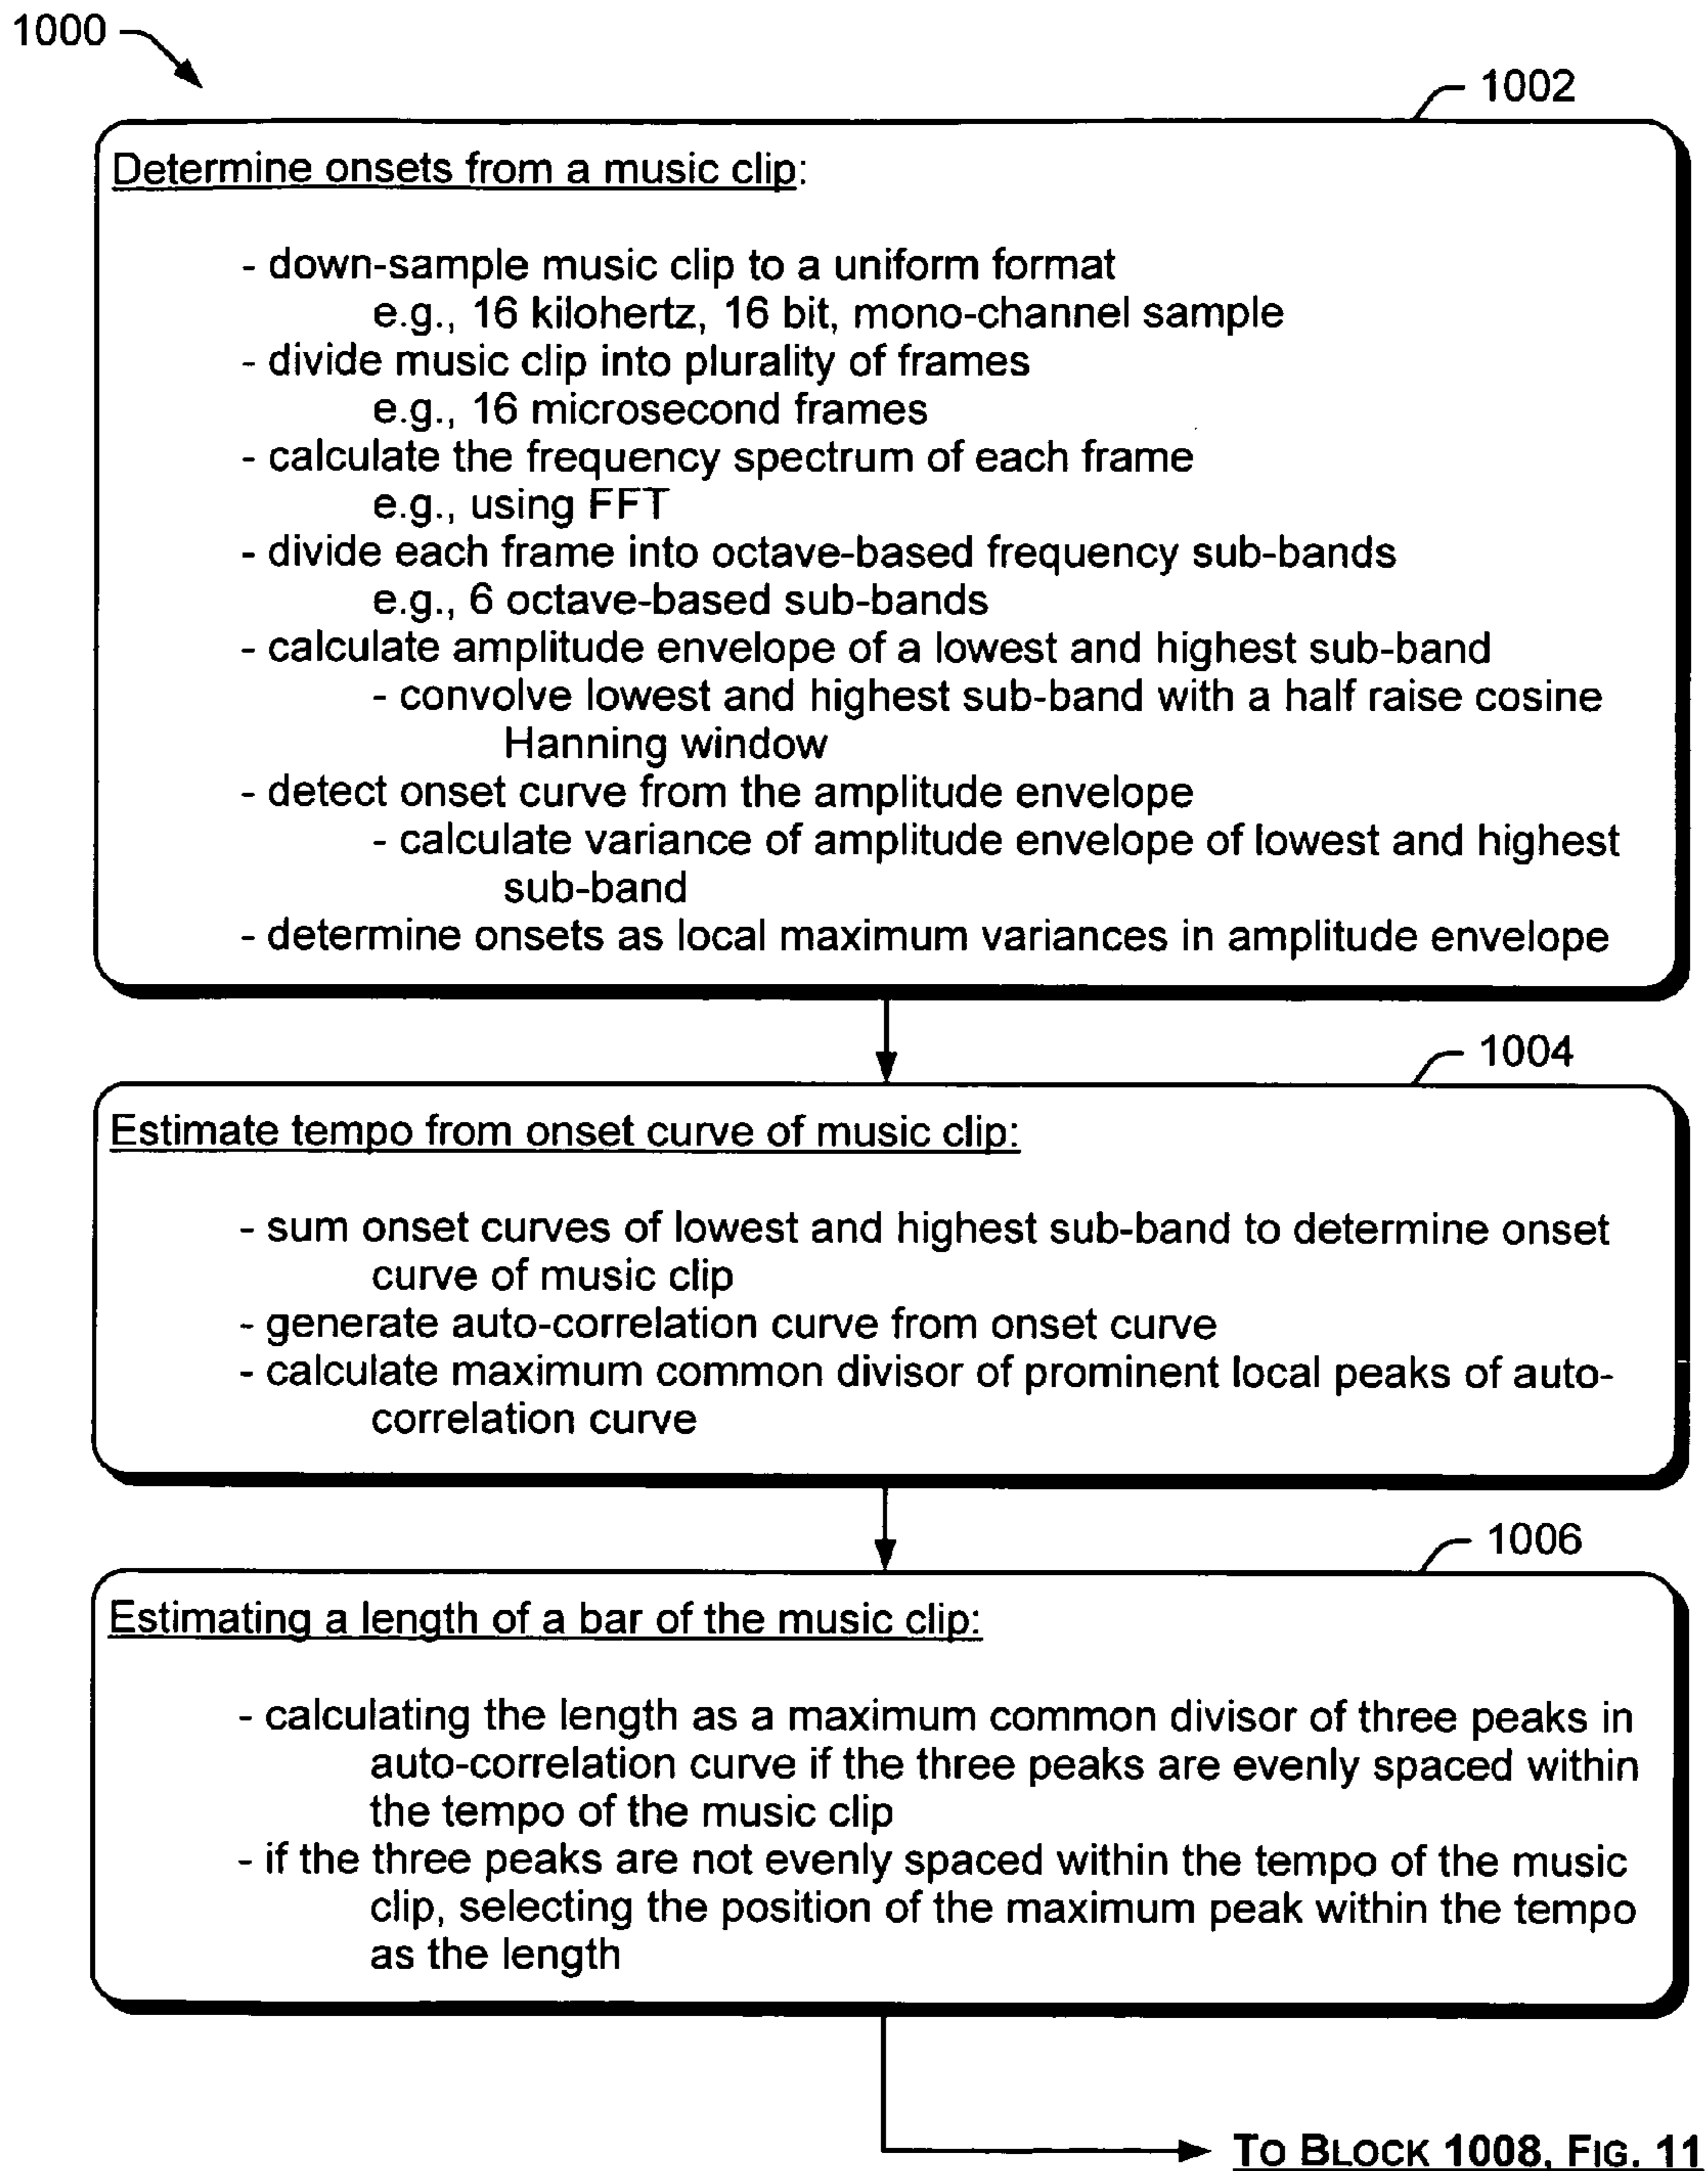 1000
1002
Determine onsets from a music clip:
- down-sample music clip to a uniform format
e.g., 16 kilohertz, 16 bit, mono-channel sample
- divide music clip into plurality of frames
e.g., 16 microsecond frames
- calculate the frequency spectrum of each frame
e.g., using FFT
- divide each frame into octave-based frequency sub-bands
e.g., 6 octave-based sub-bands
- calculate amplitude envelope of a lowest and highest sub-band
- convolve lowest and highest sub-band with a half raise cosine
Hanning window
- detect onset curve from the amplitude envelope
- calculate variance of amplitude envelope of lowest and highest
sub-band
- determine onsets as local maximum variances in amplitude envelope
1004
Estimate tempo from onset curve of music clip:
- sum onset curves of lowest and highest sub-band to determine onset
curve of music clip
- generate auto-correlation curve from onset curve
- calculate maximum common divisor of prominent local peaks of auto-
correlation curve
1006
Estimating a length of a bar of the music clip:
- calculating the length as a maximum common divisor of three peaks in
auto-correlation curve if the three peaks are evenly spaced within
the tempo of the music clip
- if the three peaks are not evenly spaced within the tempo of the music
clip, selecting the position of the maximum peak within the tempo
as the length
TO BLOCK 1008, FIG. 11